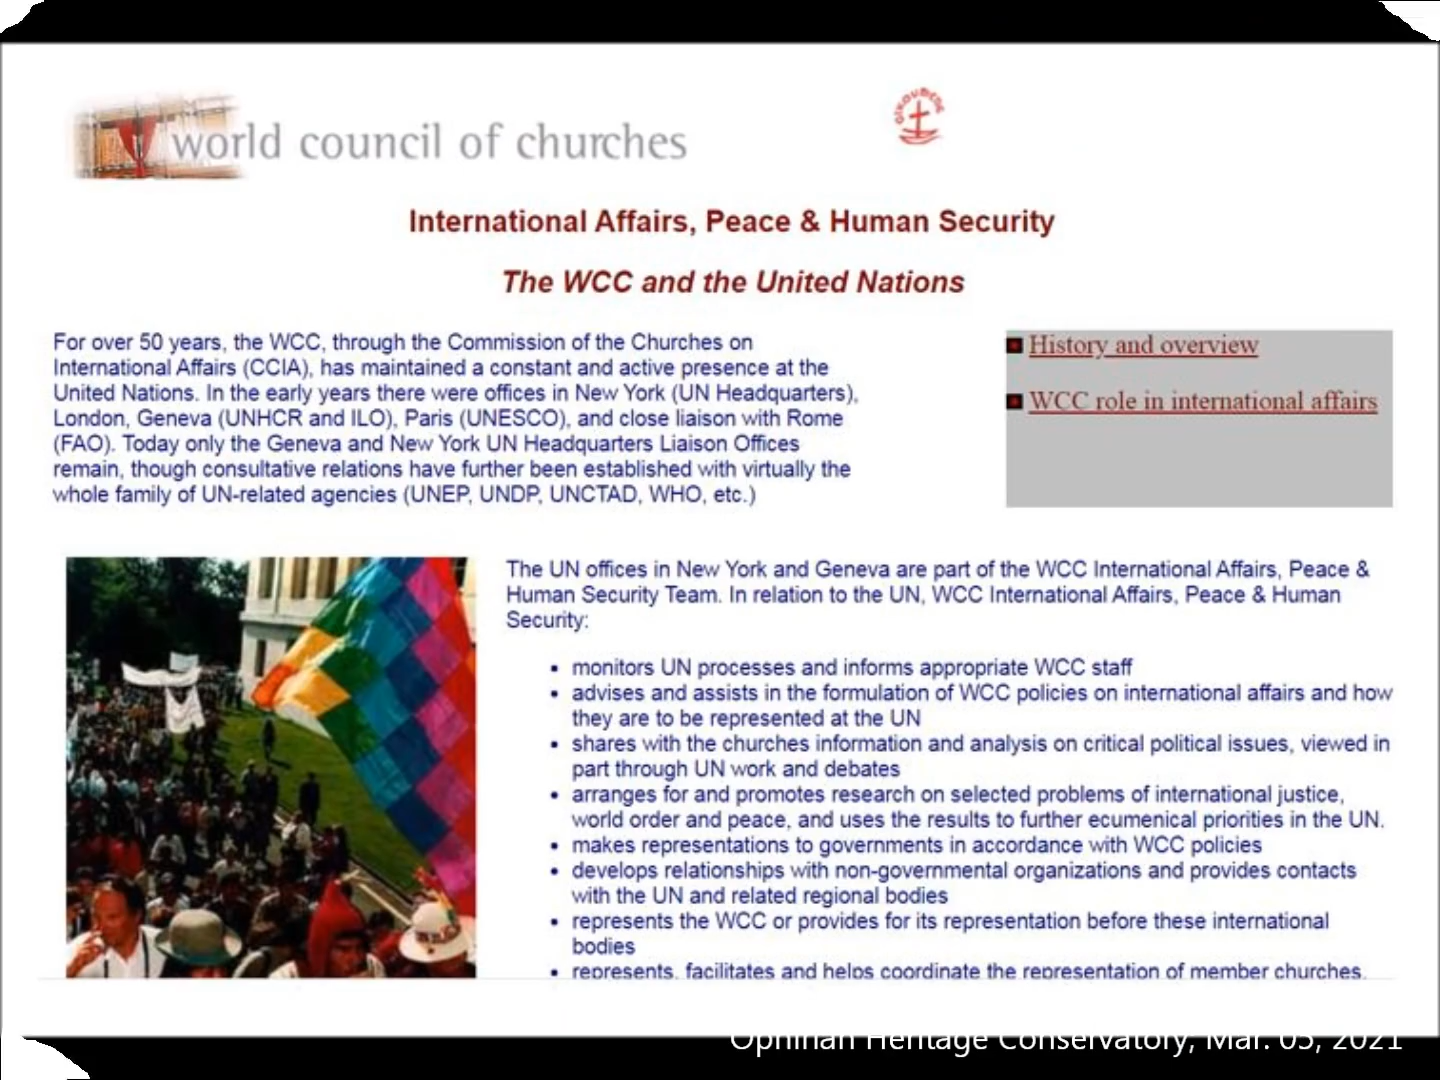 world council of churches
OIKOUMENE
International Affairs, Peace & Human Security
The WCC and the United Nations
For over 50 years, the WCC, through the Commission of the Churches on
International Affairs (CCIA), has maintained a constant and active presence at the
United Nations. In the early years there were offices in New York (UN Headquarters),
London, Geneva (UNHCR and ILO), Paris (UNESCO), and close liaison with Rome
(FAO). Today only the Geneva and New York UN Headquarters Liaison Offices
remain, though consultative relations have further been established with virtually the
whole family of UN-related agencies (UNEP, UNDP, UNCTAD, WHO, etc.)
History and overview
WCC role in international affairs
The UN offices in New York and Geneva are part of the WCC International Affairs, Peace &
Human Security Team. In relation to the UN, WCC International Affairs, Peace & Human
Security:
• monitors UN processes and informs appropriate WCC staff
• advises and assists in the formulation of WCC policies on international affairs and how
they are to be represented at the UN
• shares with the churches information and analysis on critical political issues, viewed in
part through UN work and debates
• arranges for and promotes research on selected problems of international justice,
world order and peace, and uses the results to further ecumenical priorities in the UN.
• makes representations to governments in accordance with WCC policies
• develops relationships with non-governmental organizations and provides contacts
with the UN and related regional bodies
• represents the WCC or provides for its representation before these international
bodies
• represents, facilitates and helps coordinate the representation of member churches,
Ophirian Heritage Conservatory, Mar. 05, 2021